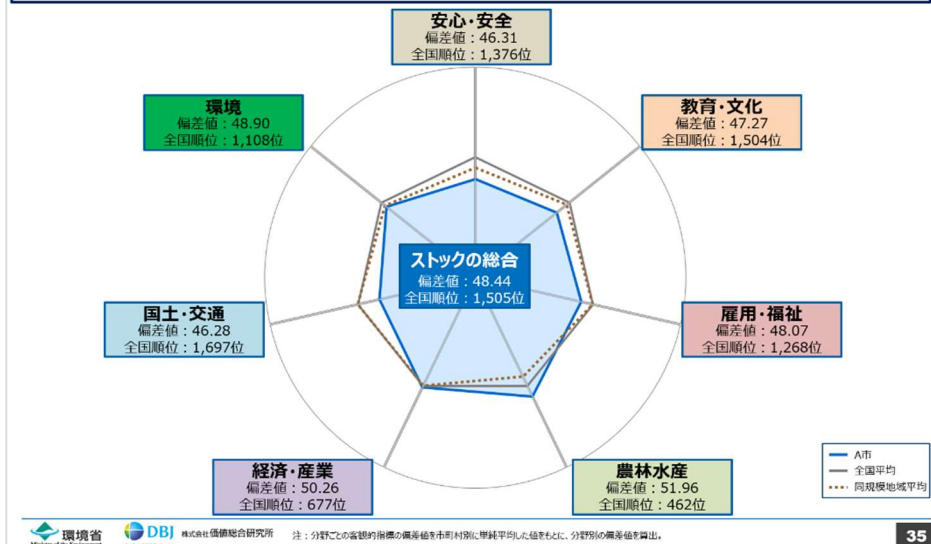 安心・安全
偏差値：46.31
全国順位：1,376位
環境
偏差値：48.90
全国順位：1,108位
教育・文化
偏差値：47.27
全国順位：1,504位
ストックの総合
偏差値：48.44
全国順位：1,505位
国土・交通
偏差値：46.28
全国順位：1,697位
雇用・福祉
偏差値：48.07
全国順位：1,268位
経済・産業
偏差値：50.26
全国順位：677位
農林水産
偏差値：51.96
全国順位：462位
A市
全国平均
同規模地域平均
環境省
DBJ 株式会社価値総合研究所
注：分野ごとの客観的指標の偏差値を市町村別に単純平均した値をもとに、分野別の偏差値を算出。
35